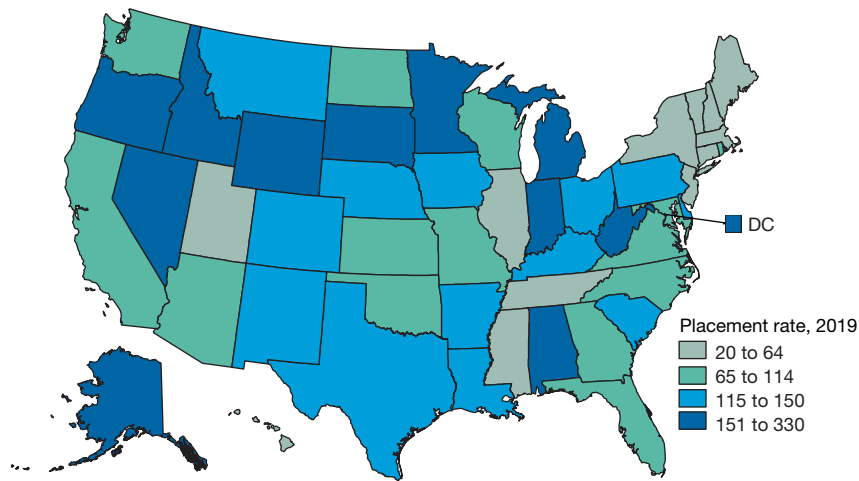 DC
Placement rate, 2019
20 to 64
65 to 114
115 to 150
151 to 330